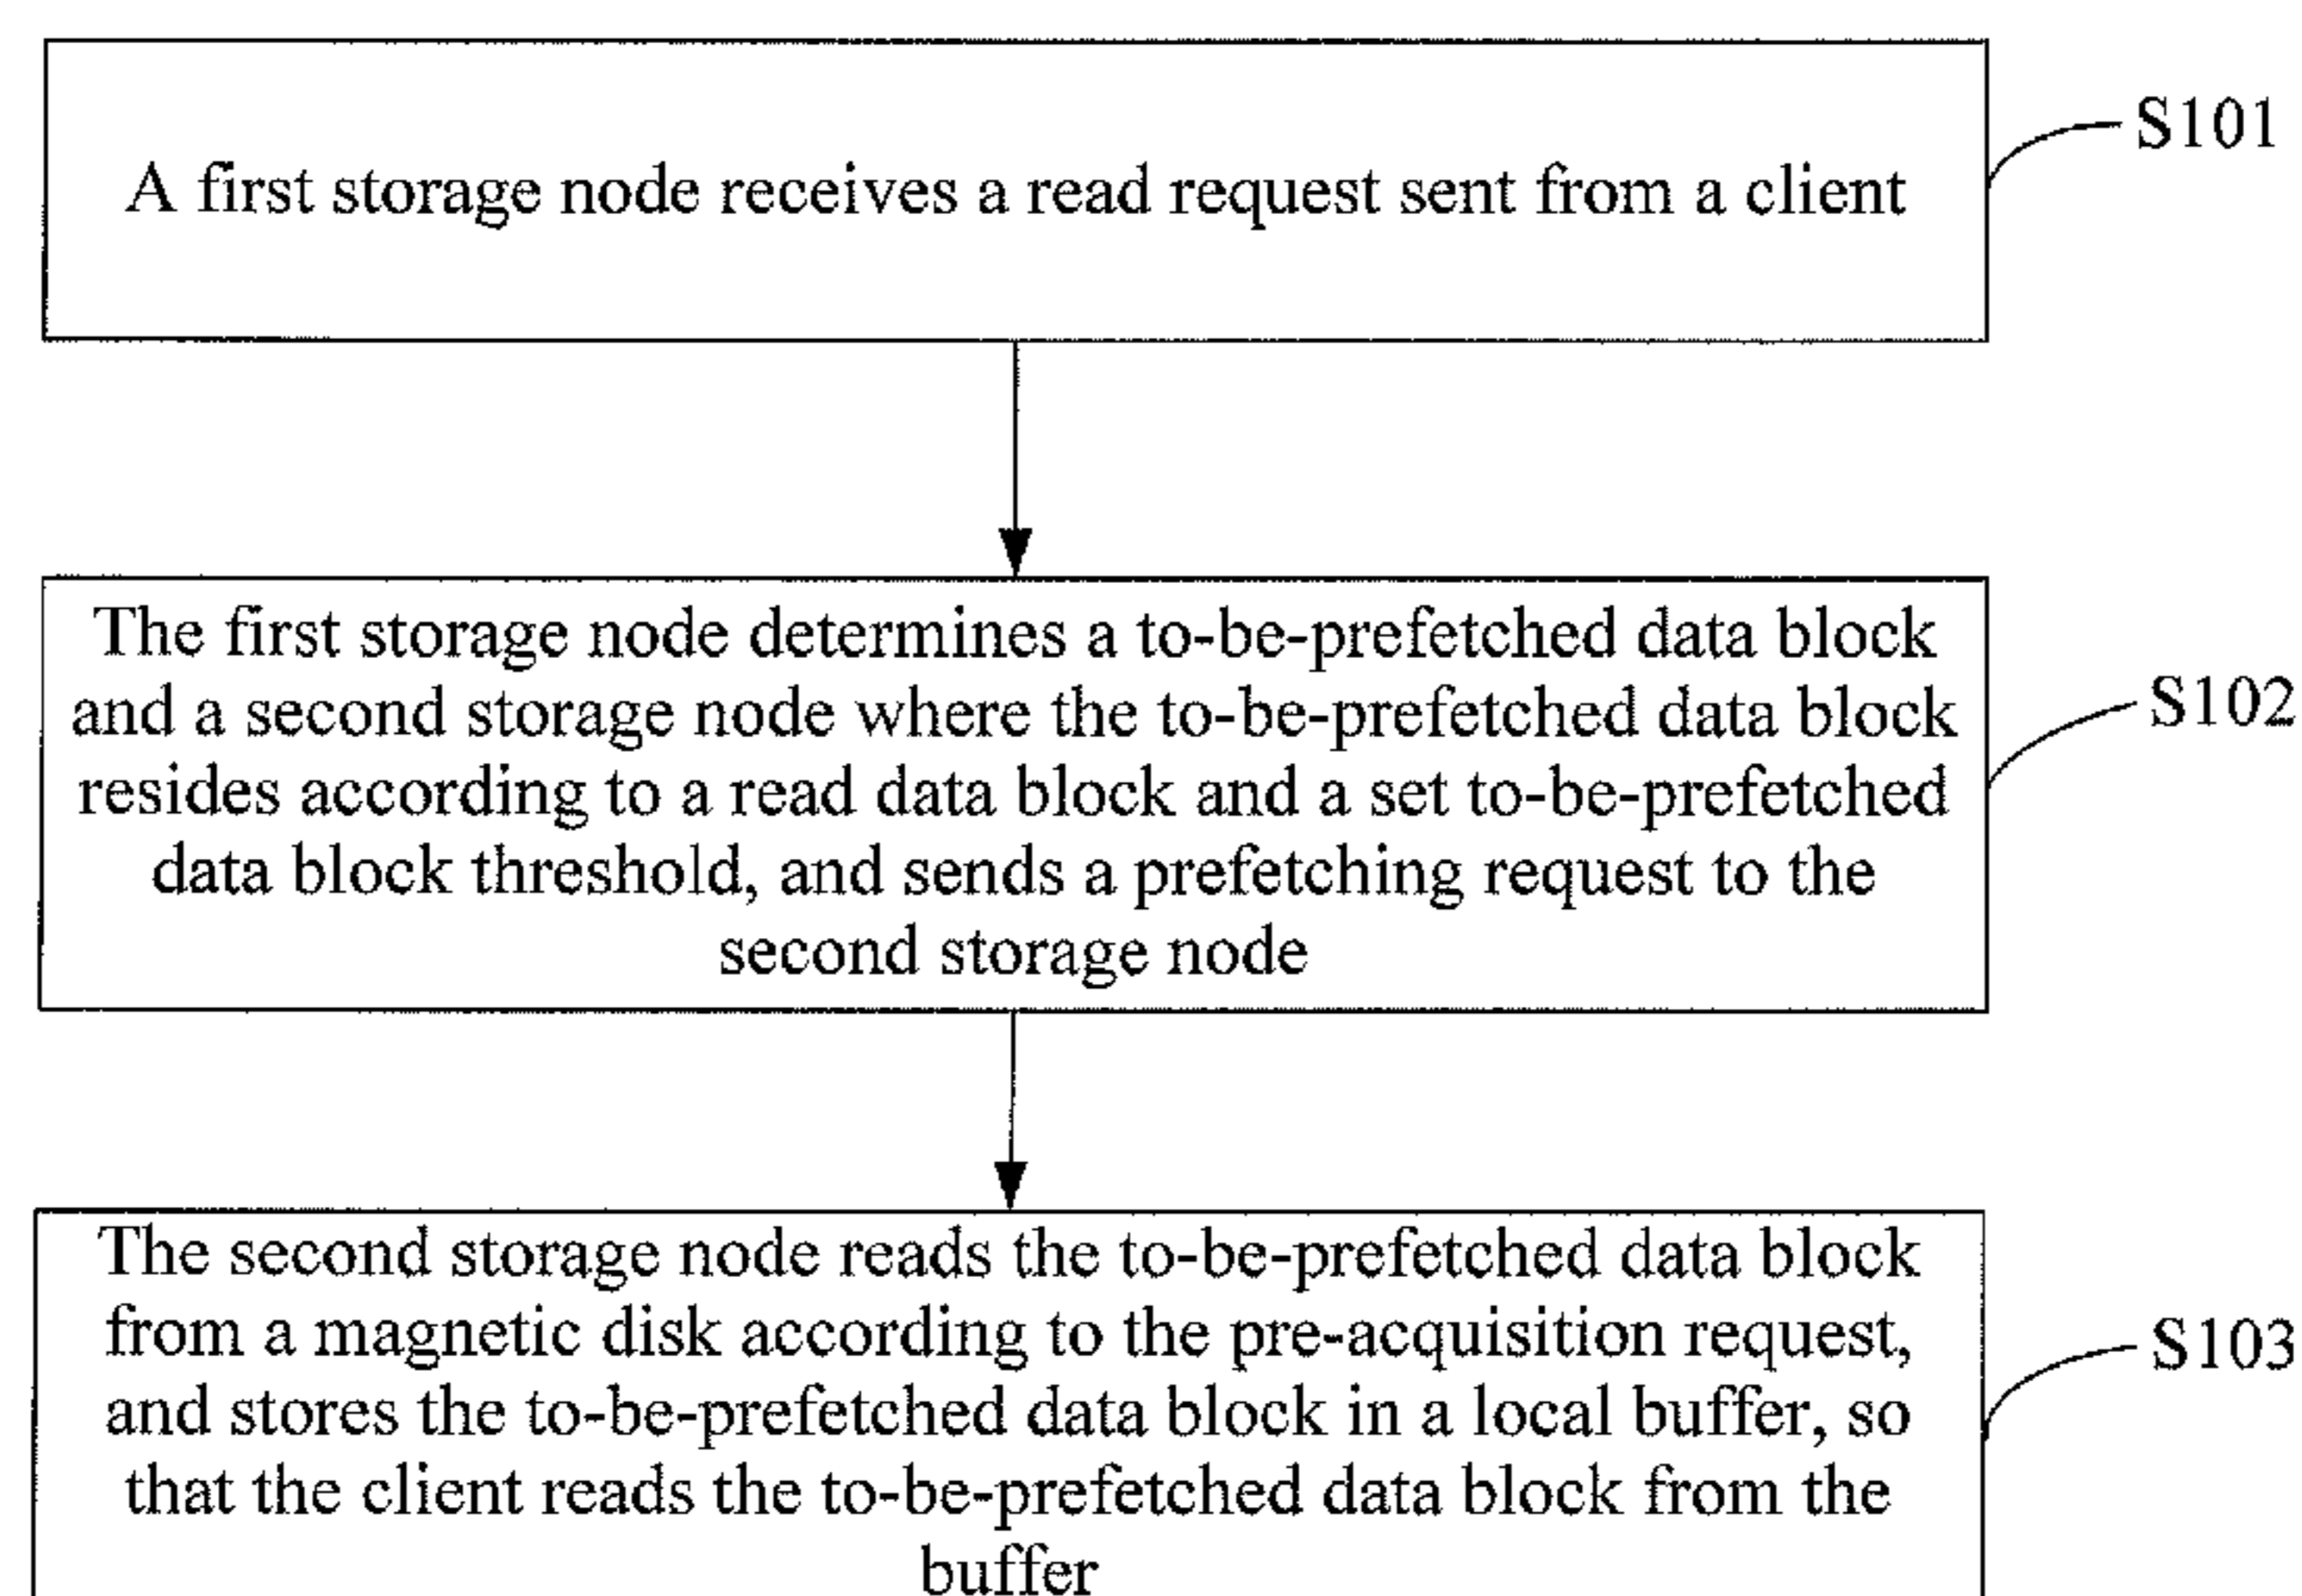 A first storage node receives a read request sent from a client
S101
The first storage node determines a to-be-prefetched data block
and a second storage node where the to-be-prefetched data block
resides according to a read data block and a set to-be-prefetched
data block threshold, and sends a prefetching request to the
second storage node
S102
The second storage node reads the to-be-prefetched data block
from a magnetic disk according to the pre-acquisition request,
and stores the to-be-prefetched data block in a local buffer, so
that the client reads the to-be-prefetched data block from the
buffer
S103